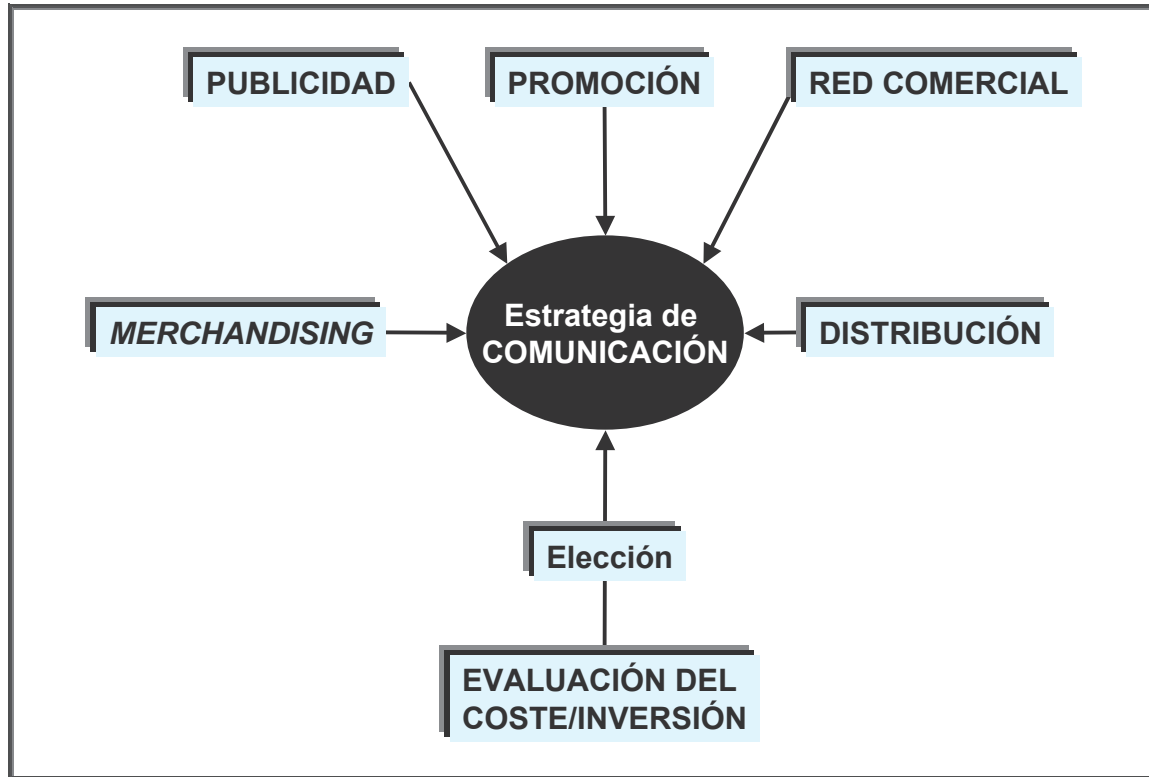 PUBLICIDAD
PROMOCIÓN
RED COMERCIAL
MERCHANDISING
Estrategia de
COMUNICACIÓN
DISTRIBUCIÓN
Elección
EVALUACIÓN DEL
COSTE/INVERSIÓN